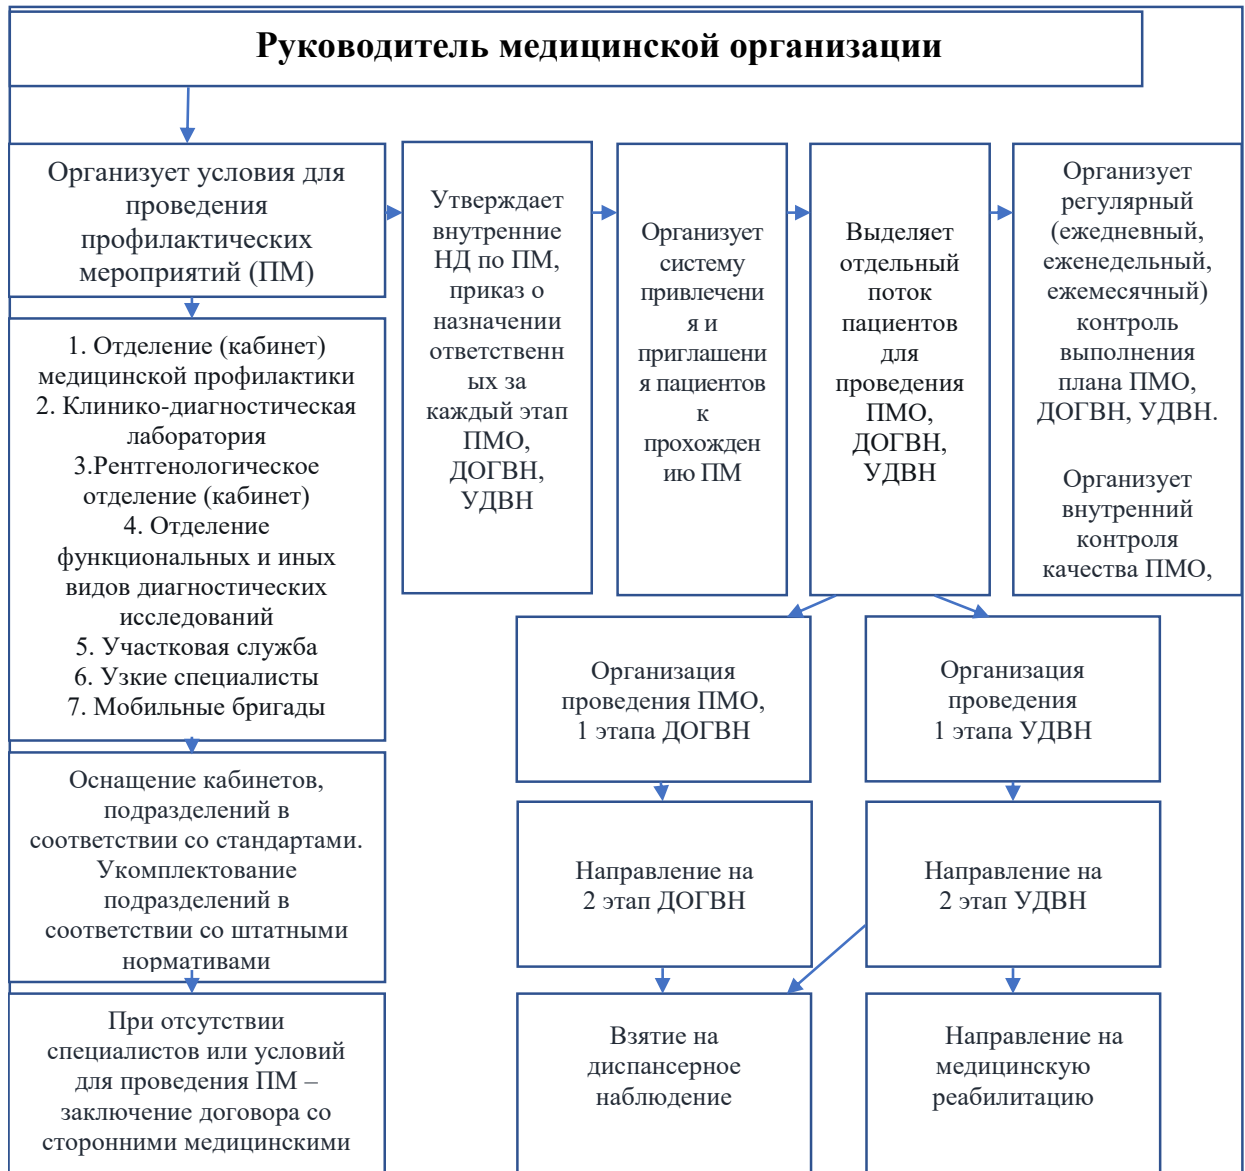 Руководитель медицинской организации
Организует условия для
проведения
профилактических
мероприятий (ПМ)
Утверждает
внутренние
НД по ПМ,
приказ о
назначении
ответственн
ых за
каждый этап
ПМО,
ДОГВН,
УДВН
Организует
систему
привлечени
я и
приглашени
я пациентов
к
прохожден
ию ПМ
Выделяет
отдельный
поток
пациентов
для
проведения
ПМО,
ДОГВН,
УДВН
Организует
регулярный
(ежедневный,
еженедельный,
ежемесячный)
контроль
выполнения
плана ПМО,
ДОГВН, УДВН.
Организует
внутренний
контроля
качества ПМО,
1. Отделение (кабинет)
медицинской профилактики
2. Клинико-диагностическая
лаборатория
3.Рентгенологическое
отделение (кабинет)
4. Отделение
функциональных и иных
видов диагностических
исследований
5. Участковая служба
6. Узкие специалисты
7. Мобильные бригады
Оснащение кабинетов,
подразделений в
соответствии со стандартами.
Укомплектование
подразделений в
соответствии со штатными
нормативами
При отсутствии
специалистов или условий
для проведения ПМ –
заключение договора со
сторонними медицинскими
Организация
проведения ПМО,
1 этапа ДОГВН
Организация
проведения
1 этапа УДВН
Направление на
2 этап ДОГВН
Направление на
2 этап УДВН
Взятие на
диспансерное
наблюдение
Направление на
медицинскую
реабилитацию